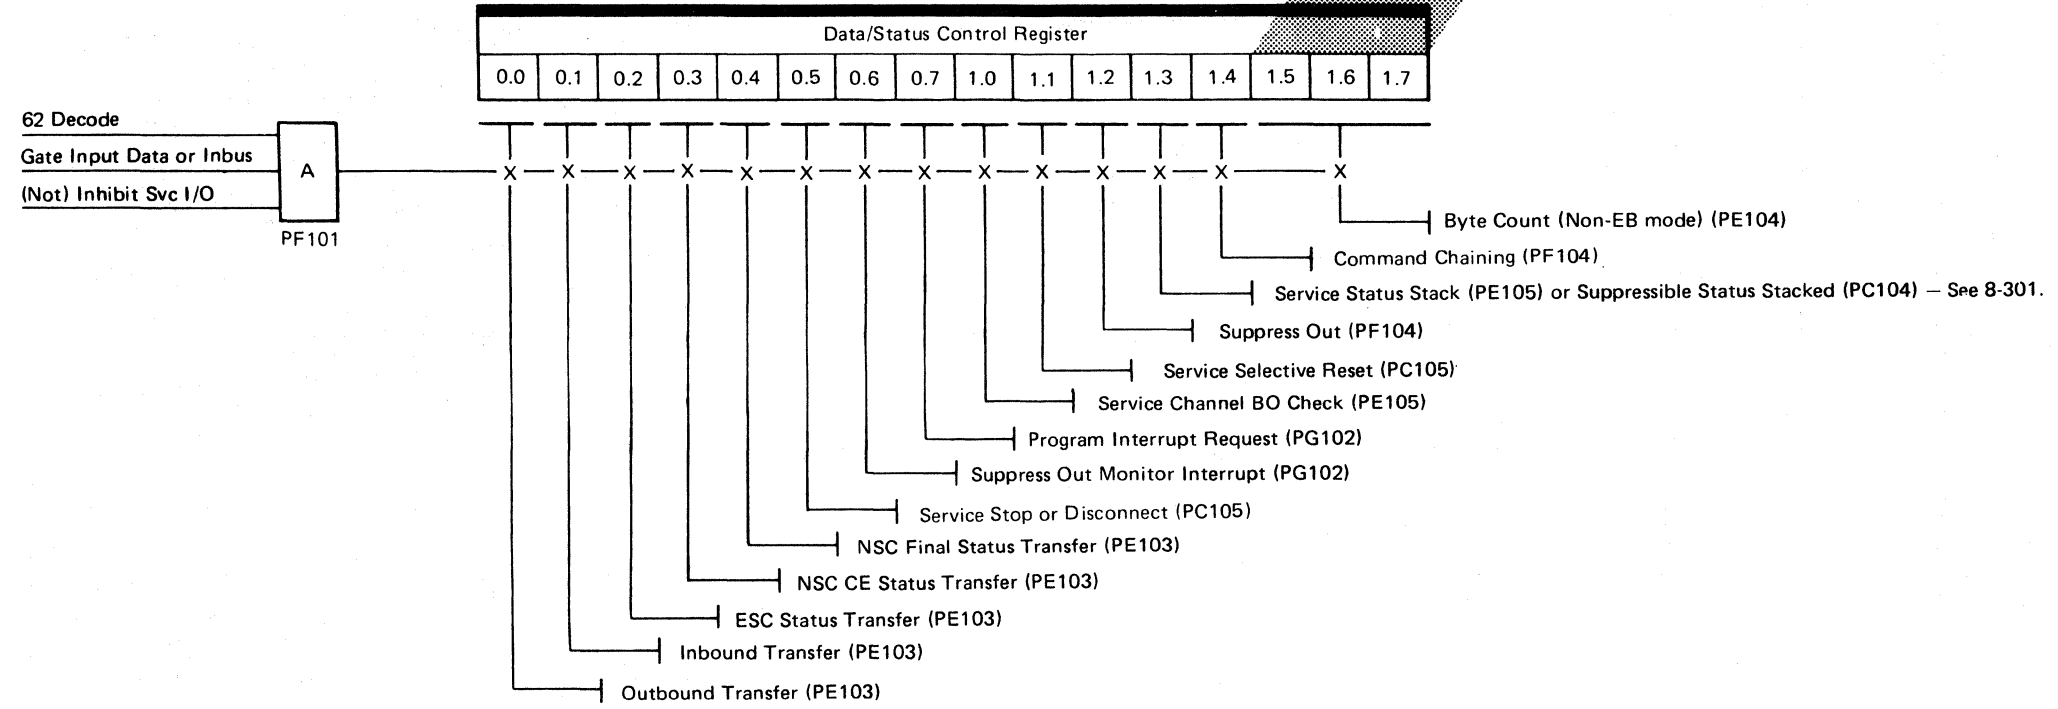 Data/Status Control Register
0.0 0.1 0.2 0.3 0.4 0.5 0.6 0.7 1.0 1.1 1.2 1.3 1.4 1.5 1.6 1.7
62 Decode
Gate Input Data or Inbus
(Not) Inhibit Svc I/O
A
PF101
X X X X X X X X X X X X X X
Byte Count (Non-EB mode) (PE104)
Command Chaining (PF104)
Service Status Stack (PE105) or Suppressible Status Stacked (PC104) — See 8-301.
Suppress Out (PF104)
Service Selective Reset (PC105)
Service Channel BO Check (PE105)
Program Interrupt Request (PG102)
Suppress Out Monitor Interrupt (PG102)
Service Stop or Disconnect (PC105)
NSC Final Status Transfer (PE103)
NSC CE Status Transfer (PE103)
ESC Status Transfer (PE103)
Inbound Transfer (PE103)
Outbound Transfer (PE103)